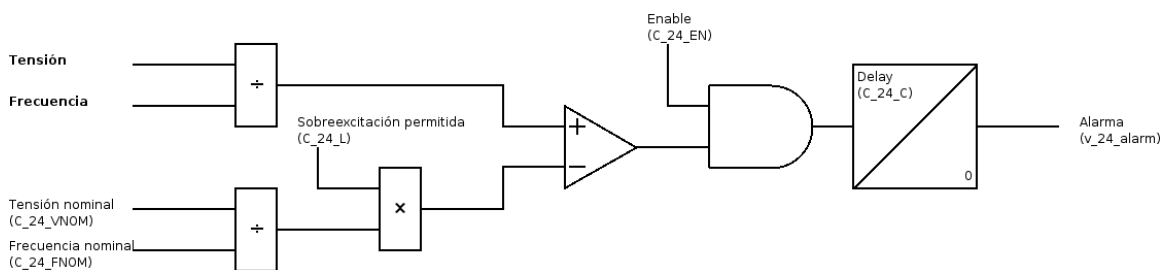 Enable
(C_24_EN)
Tensión
÷
Delay
(C_24_C)
Frecuencia
Sobreexcitación permitida
(C_24_L)
+
Alarma
(v_24_alarm)
−
0
Tensión nominal
(C_24_VNOM)
×
÷
Frecuencia nominal
(C_24_FNOM)